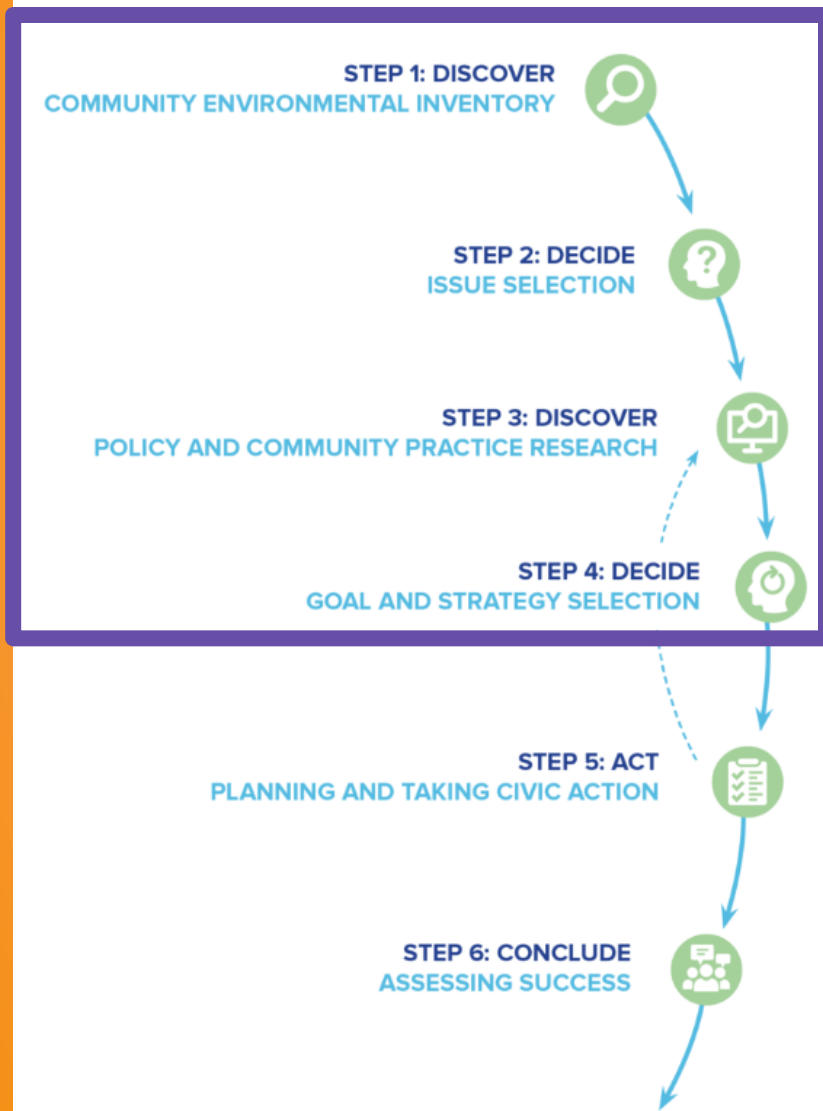 STEP 1: DISCOVER
COMMUNITY ENVIRONMENTAL INVENTORY
STEP 2: DECIDE
ISSUE SELECTION
STEP 3: DISCOVER
POLICY AND COMMUNITY PRACTICE RESEARCH
STEP 4: DECIDE
GOAL AND STRATEGY SELECTION
STEP 5: ACT
PLANNING AND TAKING CIVIC ACTION
STEP 6: CONCLUDE
ASSESSING SUCCESS